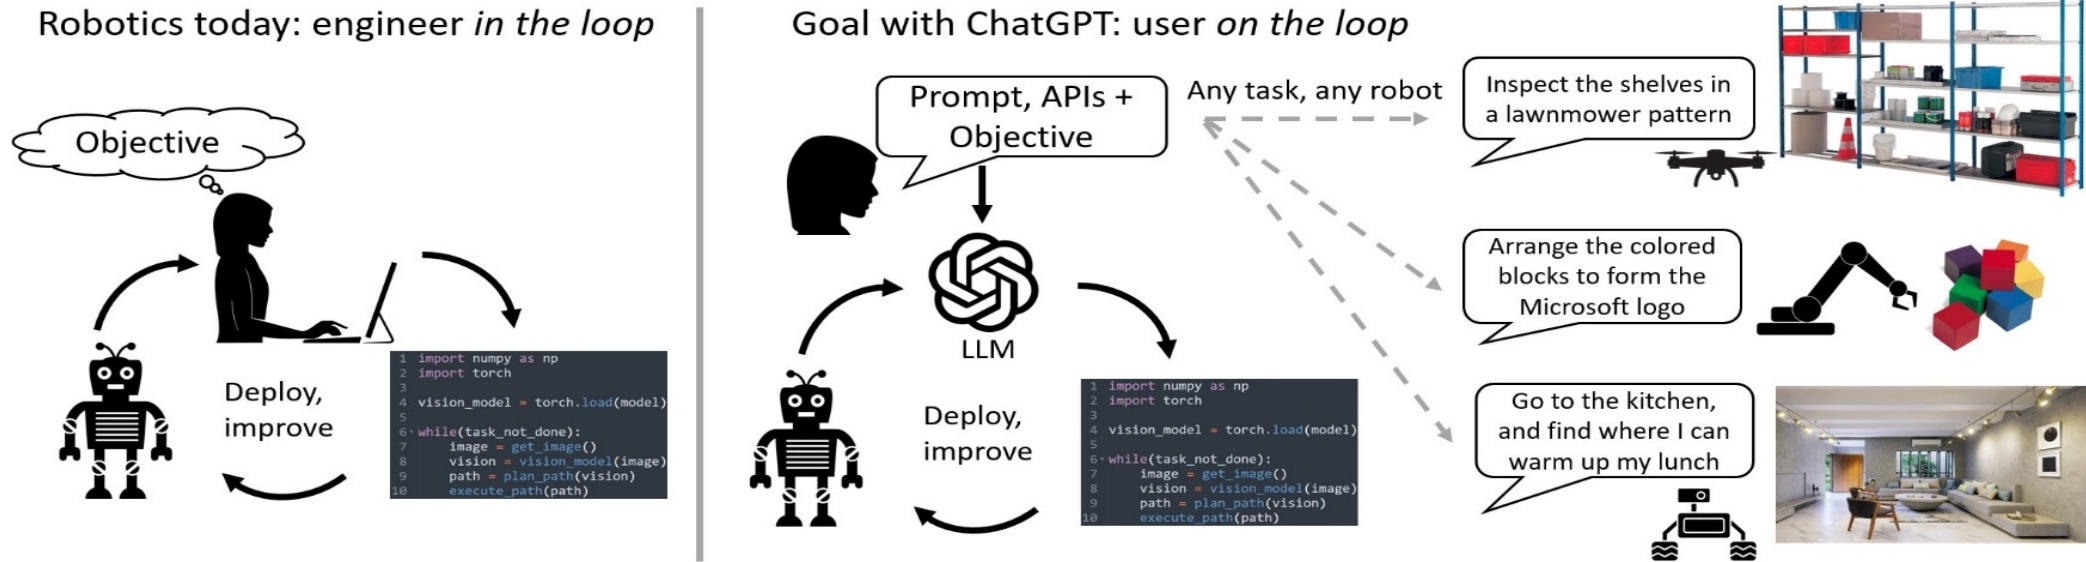 Robotics today: engineer in the loop
Objective
Deploy,
improve
1 import numpy as np
2 import torch
3
4 vision_model = torch.load(model)
5
6 while(task_not_done):
7 image = get_image()
8 vision = vision_model(image)
9 path = plan_path(vision)
10 execute_path(path)
Goal with ChatGPT: user on the loop
Prompt, APIs +
Objective
LLM
Deploy,
improve
1 import numpy as np
2 import torch
3
4 vision_model = torch.load(model)
5
6 while(task_not_done):
7 image = get_image()
8 vision = vision_model(image)
9 path = plan_path(vision)
10 execute_path(path)
Any task, any robot
Inspect the shelves in
a lawnmower pattern
Arrange the colored
blocks to form the
Microsoft logo
Go to the kitchen,
and find where I can
warm up my lunch